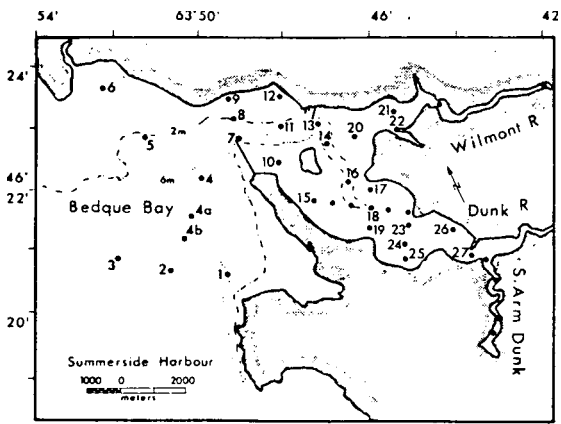 54' 63°50' 46' 42
24'
46
22'
20'
6
9
12
8
5
2m
7
11
13
14
20
21
22
Wilmont R
10
16
6m
4
17
Bedque Bay
4a
4b
15
18
19
23
24
25
26
27
Dunk R
N
3
2
1
S. Arm Dunk
Summerside Harbour
1000 0 2000
meters